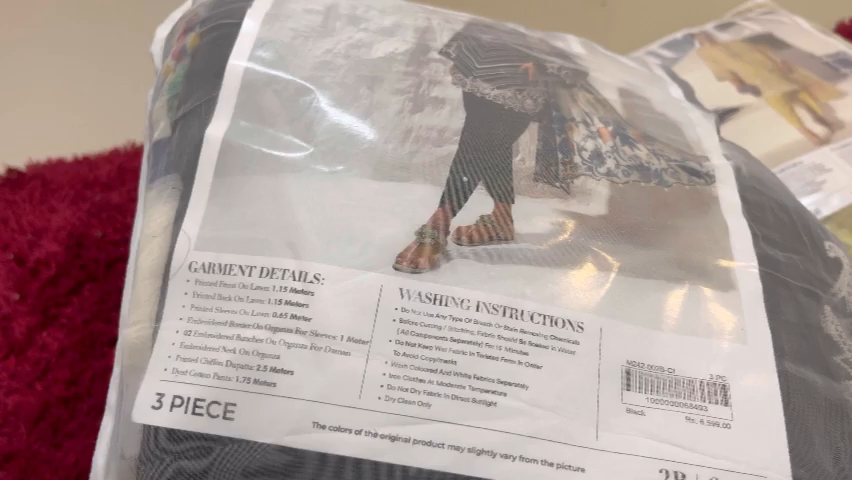 GARMENT DETAILS:
• Printed Front On Lawn: 1.15 Meters
• Printed Back On Lawn: 1.15 Meters
• Printed Sleeves On Lawn: 0.65 Meter
• Embroidered Border On Organza For Sleeves: 1 Meter
• 02 Embroidered Bunches On Organza For Daman
• Embroidered Neck On Organza
• Printed Chiffon Dupatta: 2.5 Meters
• Dyed Cotton Pants: 1.75 Meters
3 PIECE
WASHING INSTRUCTIONS
• Do Not Use Any Type Of Bleach Or Stain Removing Chemicals
• Before Cutting / Stitching, Fabric Should Be Soaked In Water
(All Components Separately) For 15 Minutes
• Do Not Keep Wet Fabric In Twisted Form In Order
To Avoid Copymarks
• Wash Coloured And White Fabrics Separately
• Iron Clothes At Moderate Temperature
• Do Not Dry Fabric In Direct Sunlight
• Dry Clean Only
3 PC
1000000068493
Black
Rs: 6,599.00
The colors of the original product may slightly vary from the picture